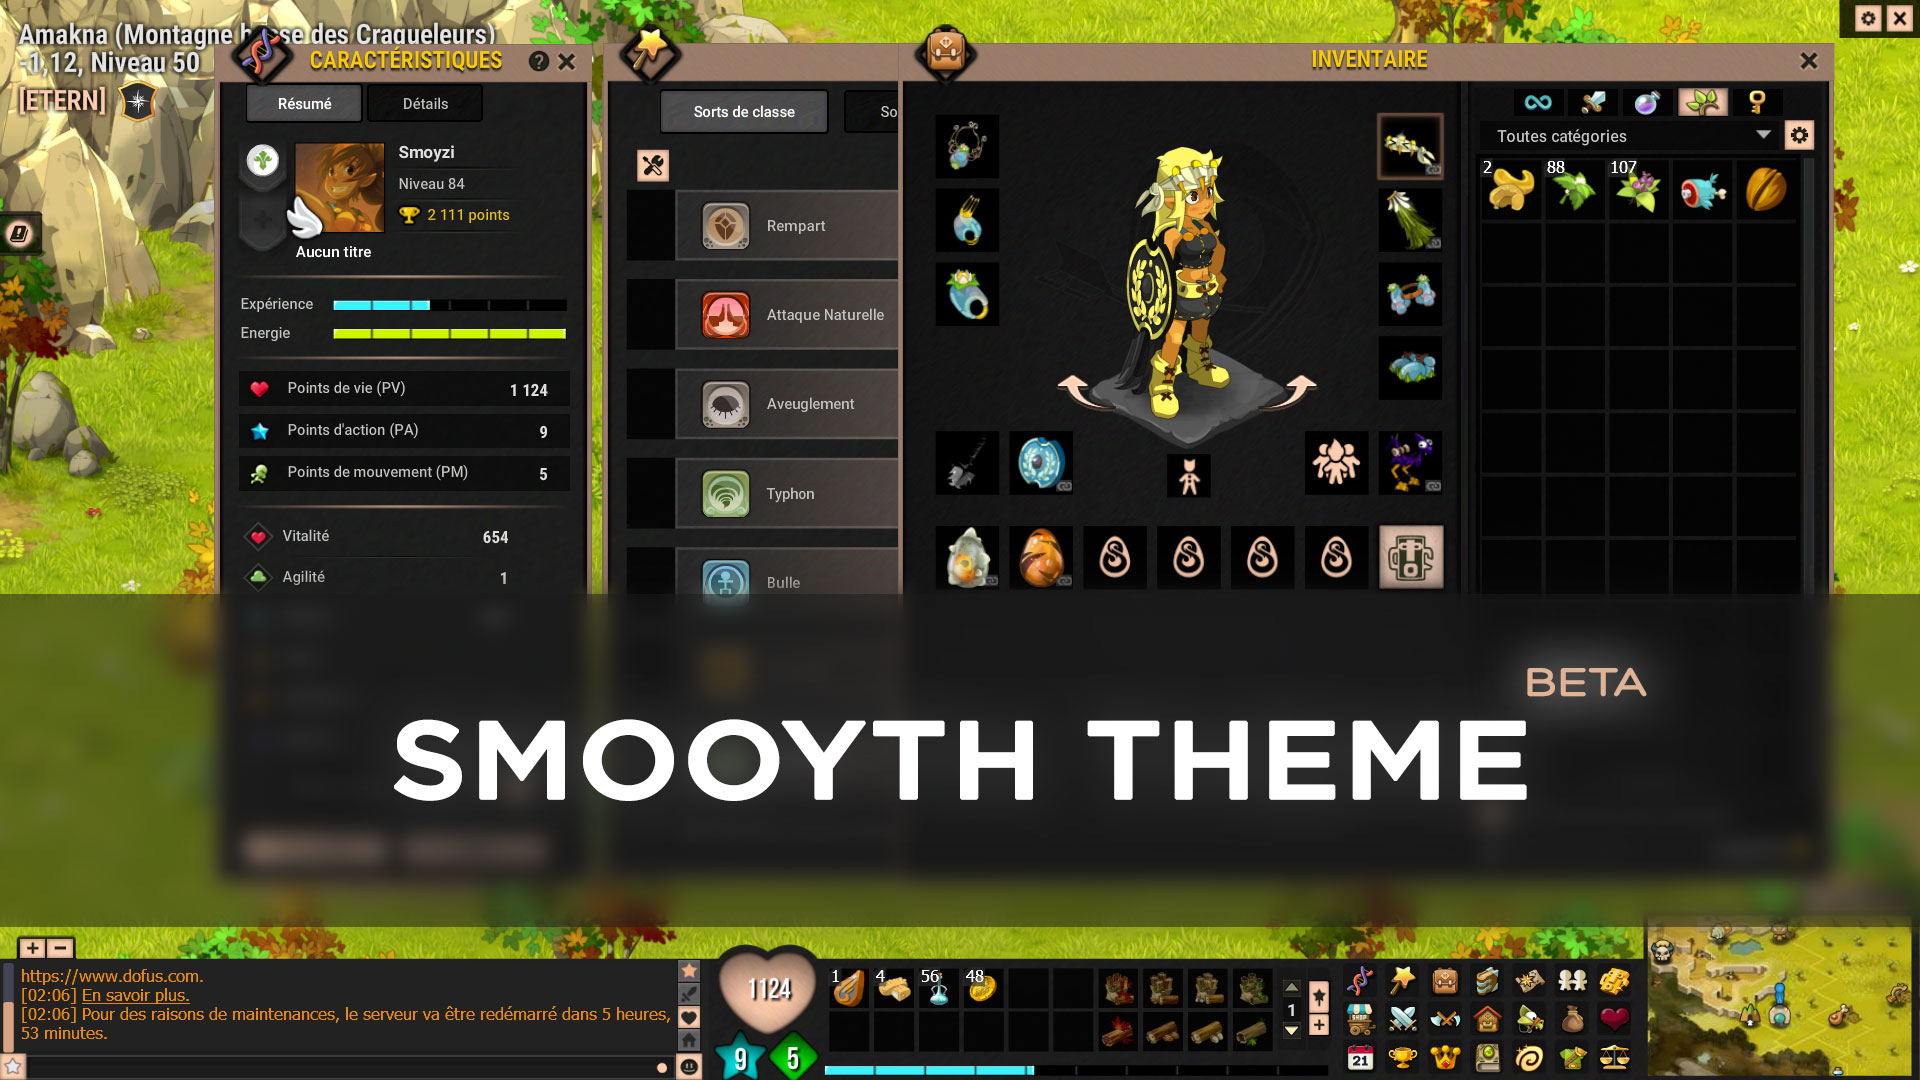 Amakna (Montagne basse des Craqueleurs)
-1,12, Niveau 50
[ETERN]
CARACTÉRISTIQUES
?
Résumé
Détails
Smoyzi
Niveau 84
2 111 points
Aucun titre
Expérience
Energie
Points de vie (PV)
1 124
Points d'action (PA)
9
Points de mouvement (PM)
5
Vitalité
654
Agilité
1
Sorts de classe
So
Rempart
Attaque Naturelle
Aveuglement
Typhon
Bulle
INVENTAIRE
Toutes catégories
2
88
107
BETA
SMOOYTH THEME
https://www.dofus.com.
[02:06] En savoir plus.
[02:06] Pour des raisons de maintenances, le serveur va être redémarré dans 5 heures,
53 minutes.
1124
9
5
1
4
56
48
1
SHOP
21